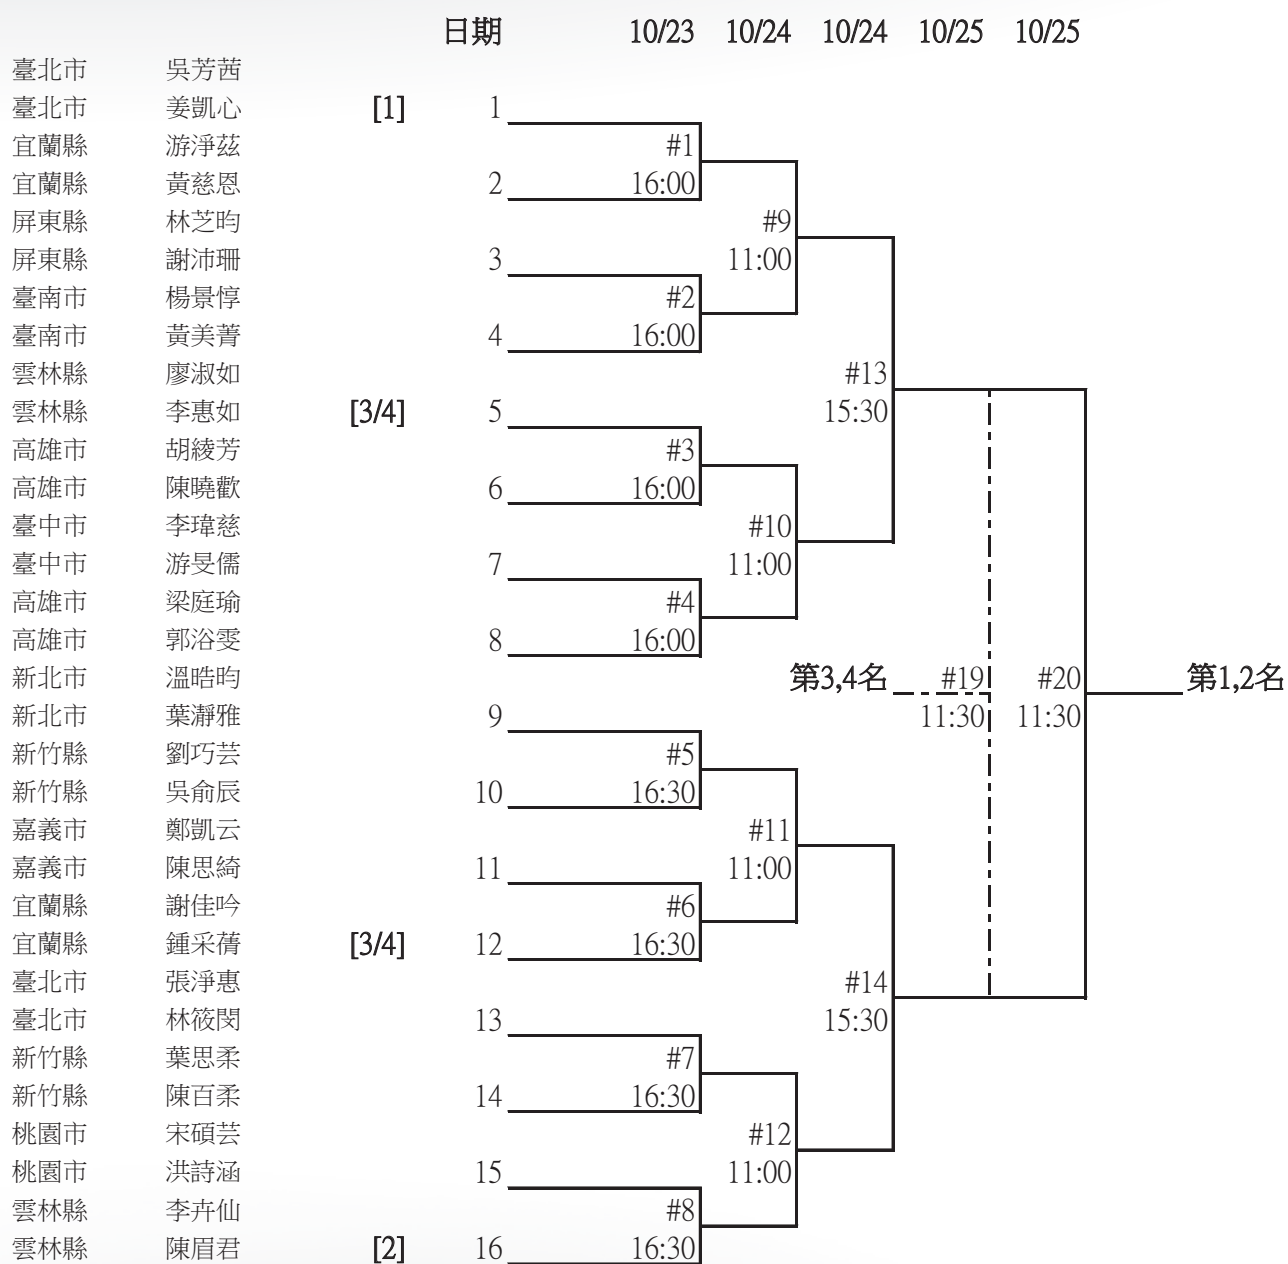 日期 10/23 10/24 10/24 10/25 10/25
臺北市 吳芳茜
臺北市 姜凱心 [1] 1
宜蘭縣 游淨茲 #1
宜蘭縣 黃慈恩 2 16:00
屏東縣 林芝昀 #9
屏東縣 謝沛珊 3 11:00
臺南市 楊景惇 #2
臺南市 黃美菁 4 16:00
雲林縣 廖淑如 #13
雲林縣 李惠如 [3/4] 5 15:30
高雄市 胡綾芳 #3
高雄市 陳曉歡 6 16:00
臺中市 李瑋慈 #10
臺中市 游旻儒 7 11:00
高雄市 梁庭瑜 #4
高雄市 郭浴雯 8 16:00
新北市 溫晧昀 第3,4名 #19 #20 第1,2名
新北市 葉瀞雅 9 11:30 11:30
新竹縣 劉巧芸 #5
新竹縣 吳俞辰 10 16:30
嘉義市 鄭凱云 #11
嘉義市 陳思綺 11 11:00
宜蘭縣 謝佳吟 #6
宜蘭縣 鍾采蒨 [3/4] 12 16:30
臺北市 張淨惠 #14
臺北市 林筱閔 13 15:30
新竹縣 葉思柔 #7
新竹縣 陳百柔 14 16:30
桃園市 宋碩芸 #12
桃園市 洪詩涵 15 11:00
雲林縣 李卉仙 #8
雲林縣 陳眉君 [2] 16 16:30